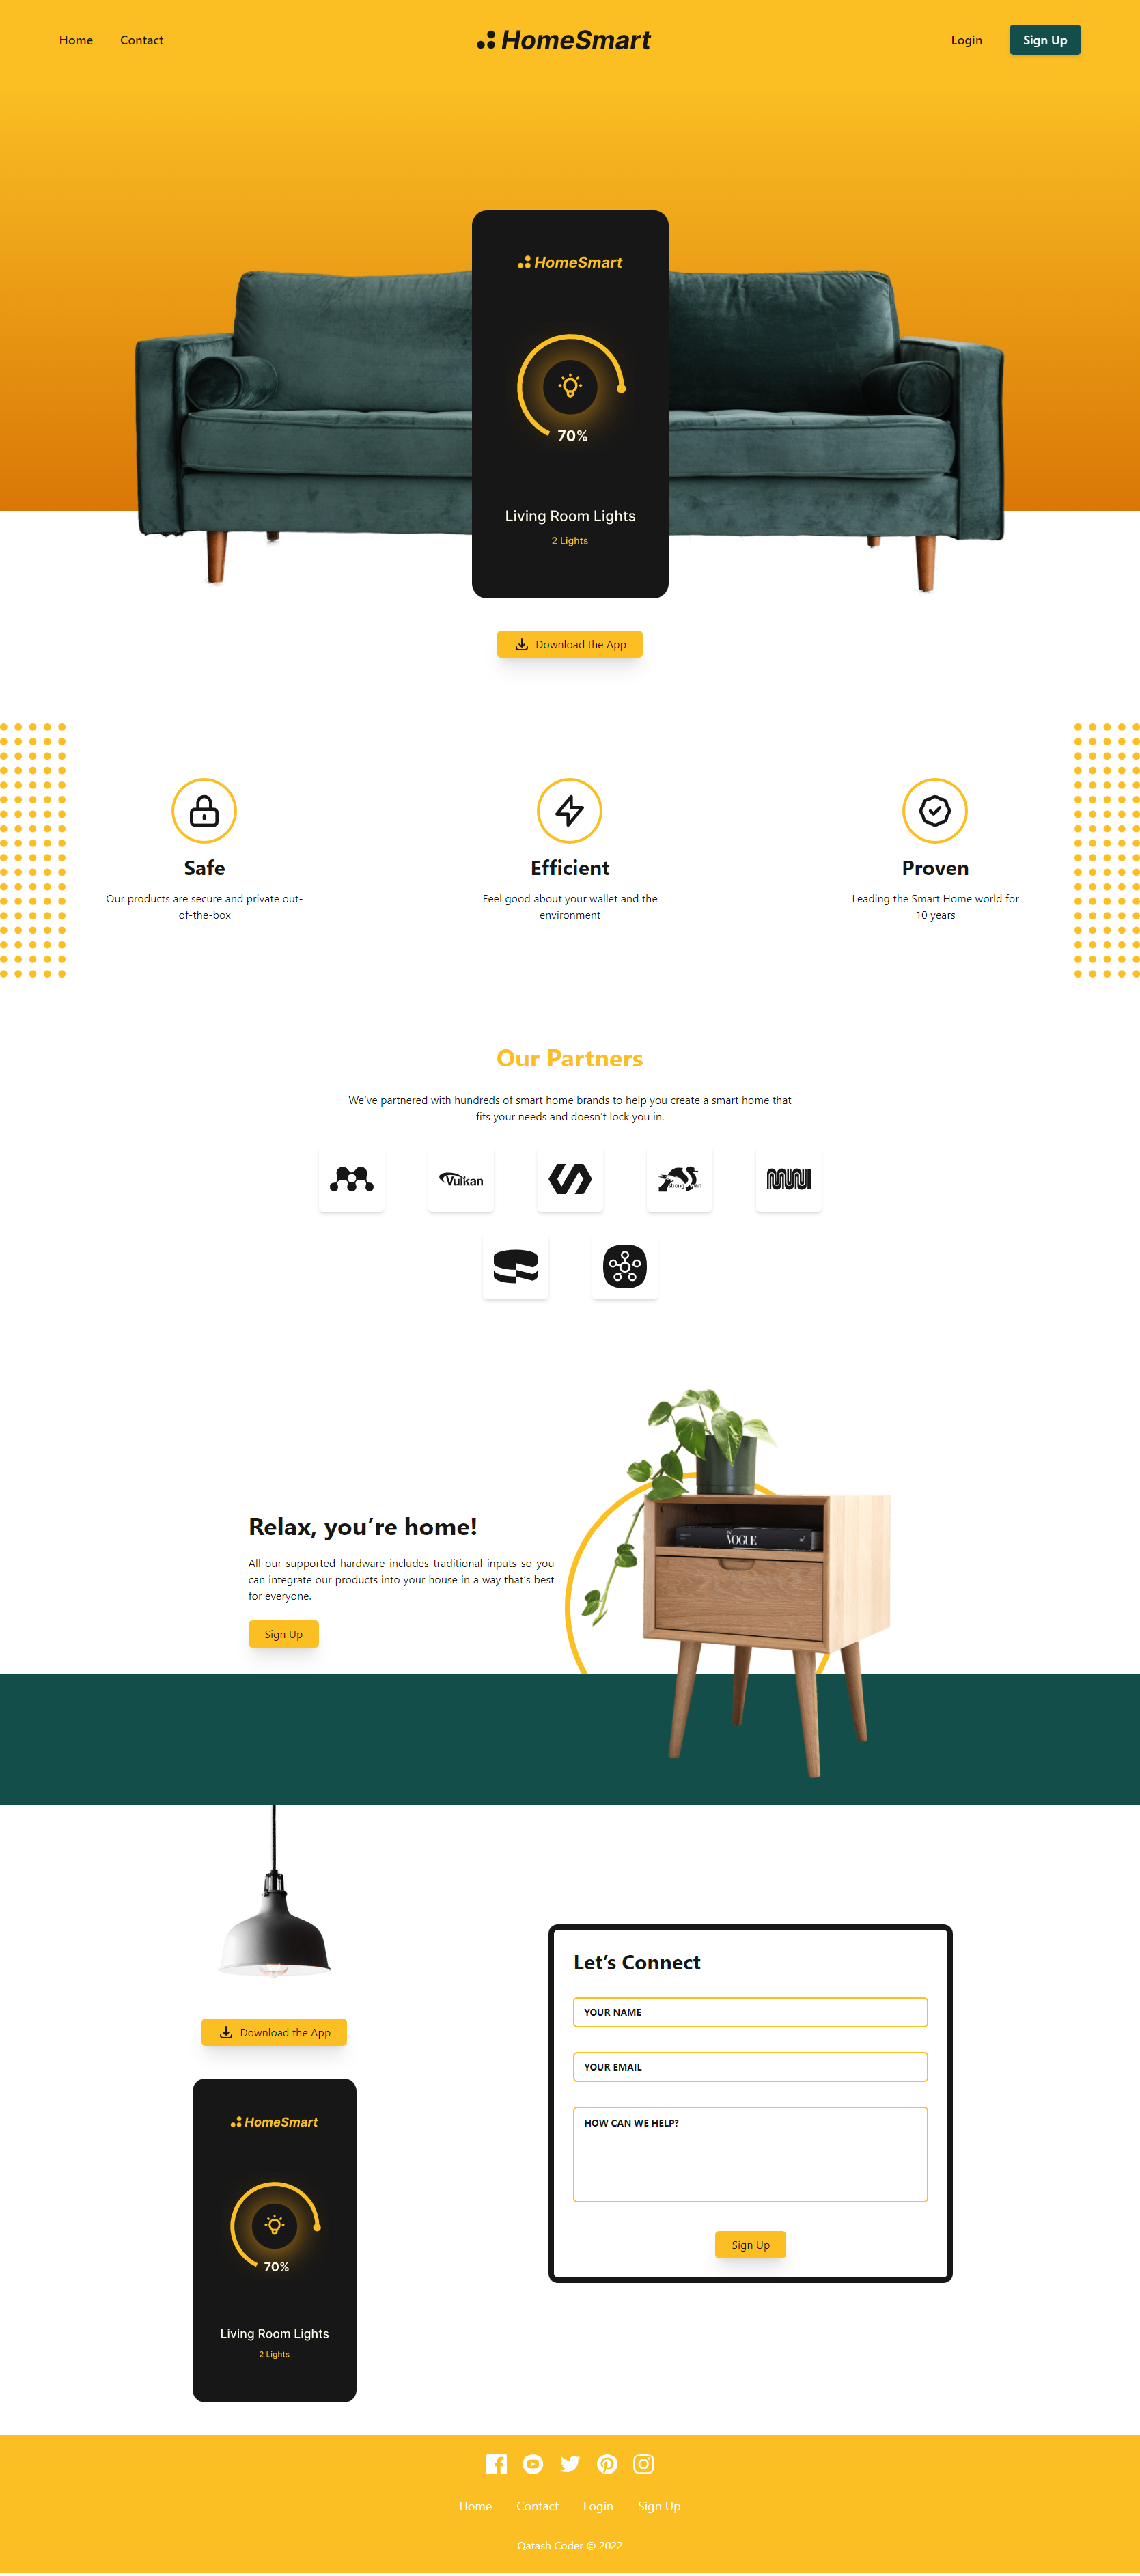 Home
Contact
HomeSmart
Login
Sign Up
HomeSmart
70%
Living Room Lights
2 Lights
Download the App
Safe
Our products are secure and private out-
of-the-box
Efficient
Feel good about your wallet and the
environment
Proven
Leading the Smart Home world for
10 years
Our Partners
We’ve partnered with hundreds of smart home brands to help you create a smart home that
fits your needs and doesn’t lock you in.
Vulkan
strong
VOGUE
Relax, you’re home!
All our supported hardware includes traditional inputs so you
can integrate our products into your house in a way that’s best
for everyone.
Sign Up
Download the App
HomeSmart
70%
Living Room Lights
2 Lights
Let’s Connect
YOUR NAME
YOUR EMAIL
HOW CAN WE HELP?
Sign Up
Home
Contact
Login
Sign Up
Qatash Coder © 2022